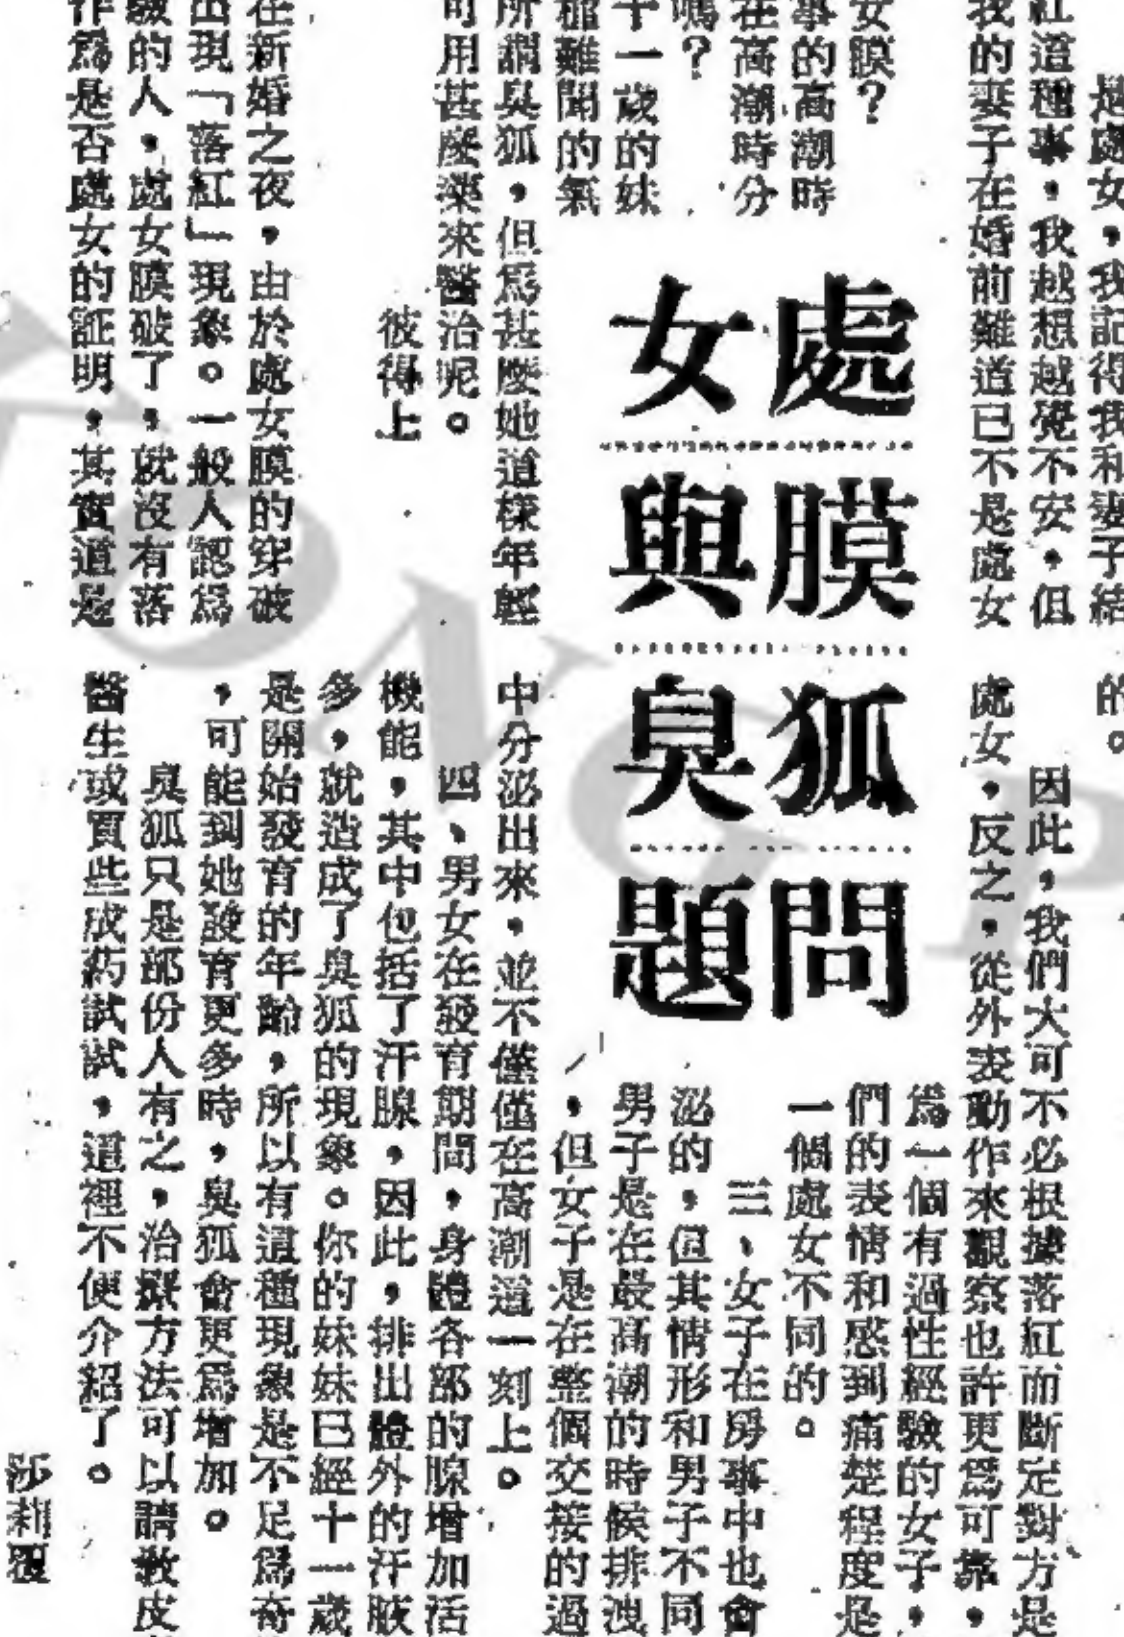 處女
膜與
狐臭
問題
是處女,我記得我和妻子結
紅這種事,我越想越覺不安,但
我的妻子在婚前難道已不是處女
女膜?
事的高潮時
在高潮時分
嗎?
十一歲的妹
種難聞的氣
所謂臭狐,但爲甚麼她這樣年輕
可用甚麼藥來醫治呢。
彼得上
在新婚之夜,由於處女膜的穿破
出現「落紅」現象。一般人認爲
驗的人,處女膜破了,就沒有落
作爲是否處女的証明,其實這是
的。
因此,我們大可不必根據落紅而斷定對方是
處女,反之,從外表動作來觀察也許更爲可靠,
爲一個有過性經驗的女子,
們的表情和感到痛楚程度是
一個處女不同的。
三、女子在房事中也會
泌的,但其情形和男子不同
男子是在最高潮的時候排洩
,但女子是在整個交接的過
中分泌出來,並不僅僅在高潮這一刻上。
四、男女在發育期間,身體各部的腺增加活
機能,其中也包括了汗腺,因此,排出體外的汗腋
多,就造成了臭狐的現象。你的妹妹已經十一歲
是開始發育的年齡,所以有這種現象是不足爲奇
,可能到她發育更多時,臭狐會更爲增加。
臭狐只是部份人有之,治療方法可以請教皮
醫生或買些成葯試試,這裡不便介紹了。
莎莉覆
ONG P